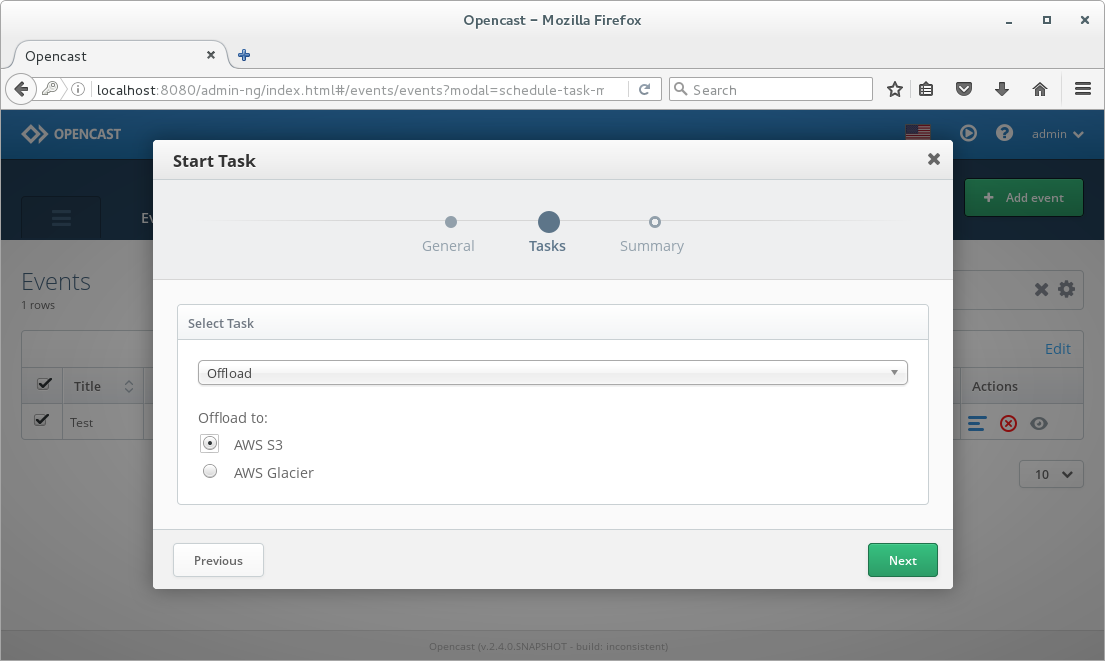 Opencast - Mozilla Firefox
Opencast
localhost:8080/admin-ng/index.html#/events/events?modal=schedule-task-m
Search
OPENCAST
admin
Start Task
Add event
Ev
General
Tasks
Summary
Events
1 rows
Select Task
Edit
Offload
Title
Actions
Test
Offload to:
AWS S3
AWS Glacier
10
Previous
Next
Opencast (v.2.4.0.SNAPSHOT - build: inconsistent)